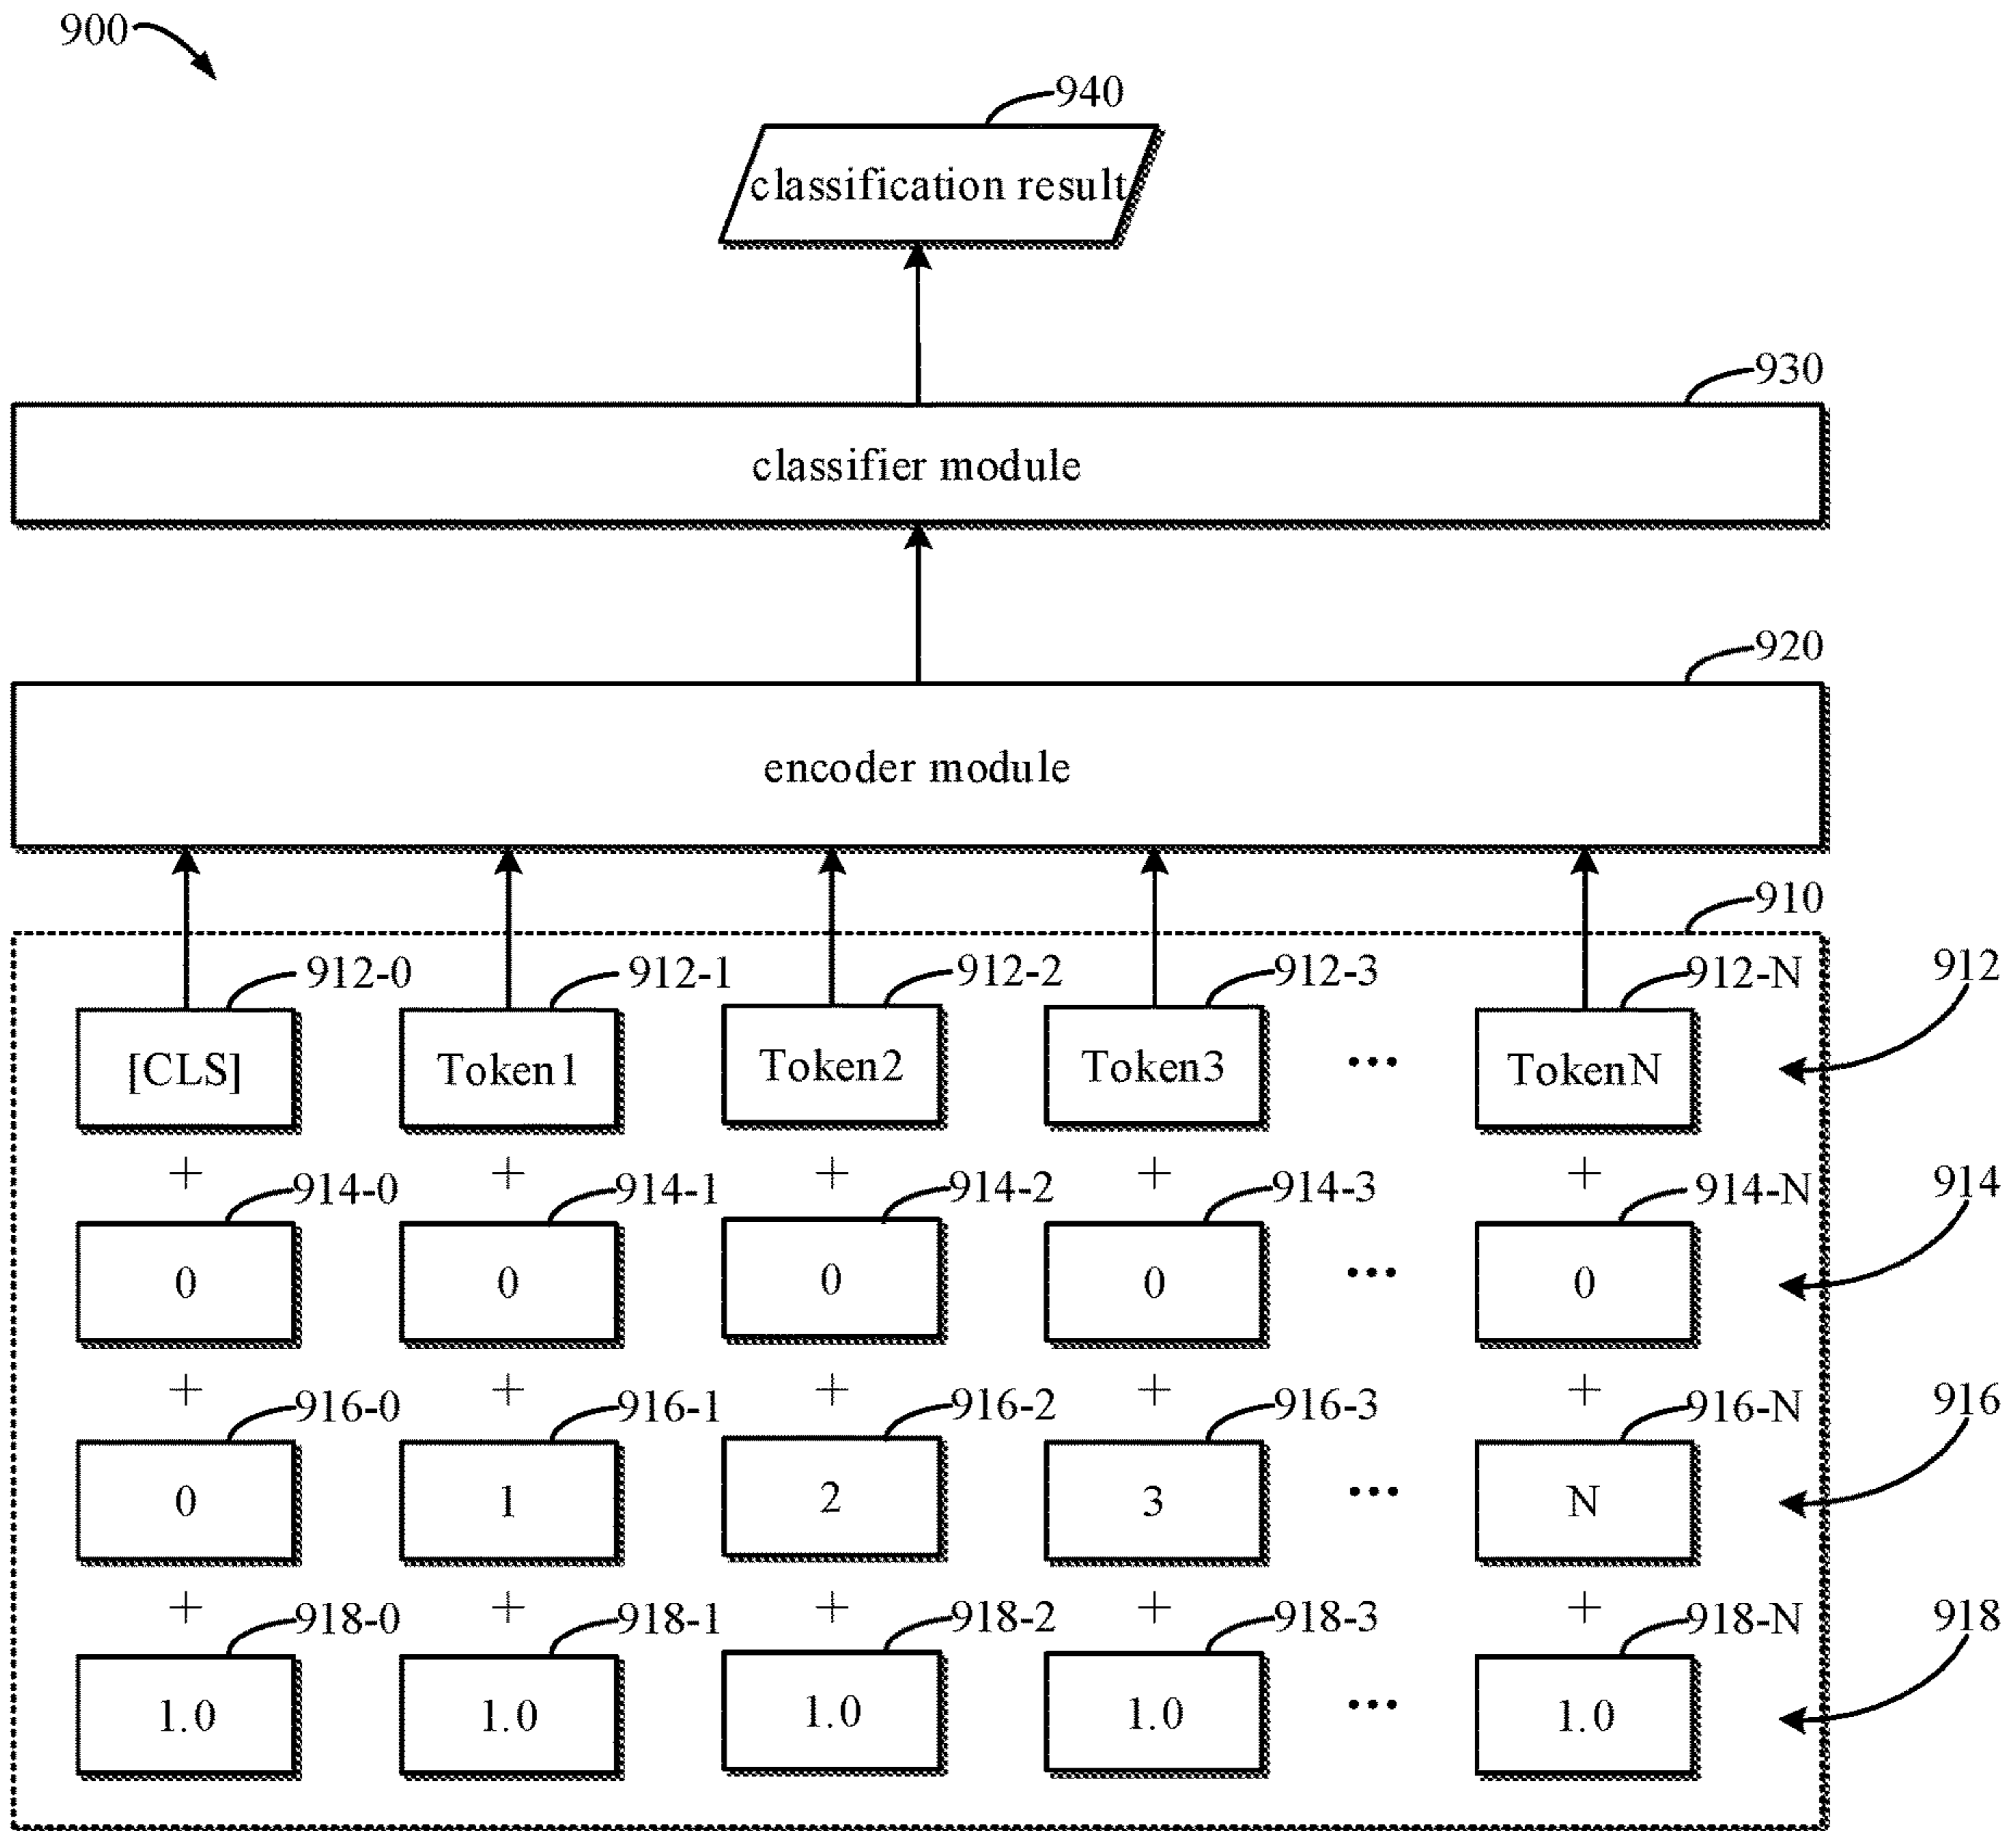 900
940
classification result
930
classifier module
920
encoder module
910
912-0 912-1 912-2 912-3 912-N 912
[CLS] Token1 Token2 Token3 ... TokenN
+ + + + +
914-0 914-1 914-2 914-3 914-N 914
0 0 0 0 ... 0
+ + + + +
916-0 916-1 916-2 916-3 916-N 916
0 1 2 3 ... N
+ + + + +
918-0 918-1 918-2 918-3 918-N 918
1.0 1.0 1.0 1.0 ... 1.0